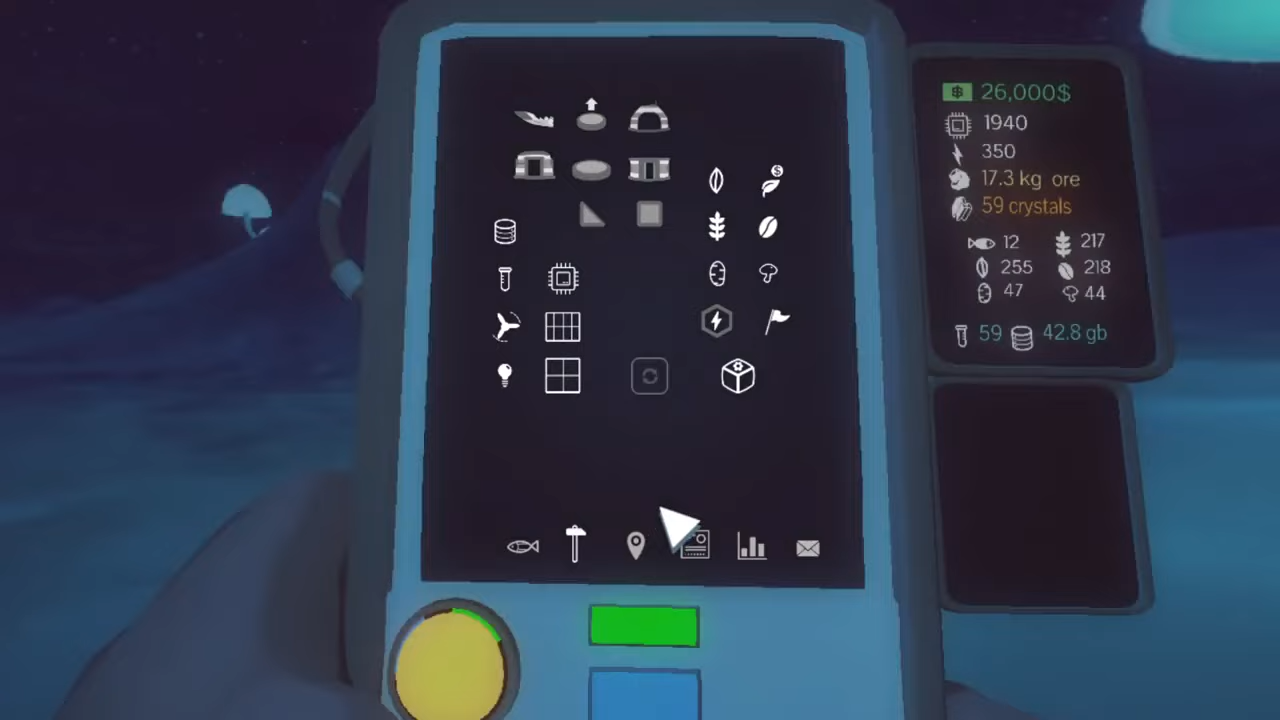 26,000$
1940
350
17.3 kg ore
59 crystals
12 217
255 218
47 44
59 42.8 gb